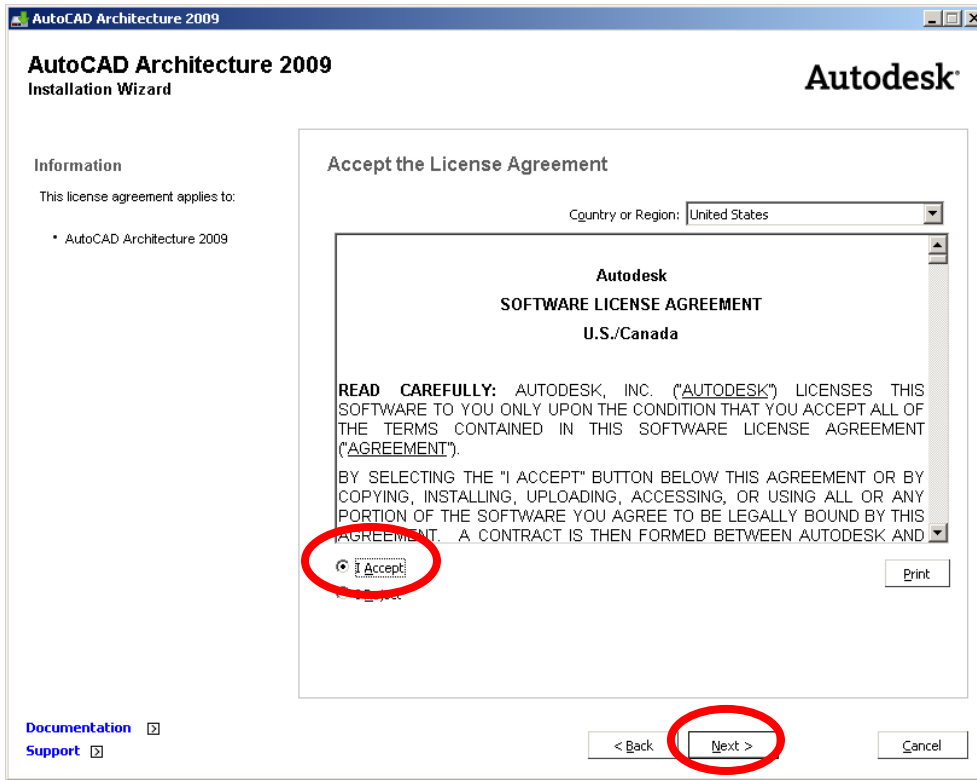 AutoCAD Architecture 2009
AutoCAD Architecture 2009
Installation Wizard
Autodesk
Information
This license agreement applies to:
• AutoCAD Architecture 2009
Accept the License Agreement
Country or Region: United States
Autodesk
SOFTWARE LICENSE AGREEMENT
U.S./Canada
READ CAREFULLY: AUTODESK, INC. ("AUTODESK") LICENSES THIS
SOFTWARE TO YOU ONLY UPON THE CONDITION THAT YOU ACCEPT ALL OF
THE TERMS CONTAINED IN THIS SOFTWARE LICENSE AGREEMENT
("AGREEMENT").
BY SELECTING THE "I ACCEPT" BUTTON BELOW THIS AGREEMENT OR BY
COPYING, INSTALLING, UPLOADING, ACCESSING, OR USING ALL OR ANY
PORTION OF THE SOFTWARE YOU AGREE TO BE LEGALLY BOUND BY THIS
AGREEMENT. A CONTRACT IS THEN FORMED BETWEEN AUTODESK AND
I Accept
Print
Documentation
Support
< Back
Next >
Cancel